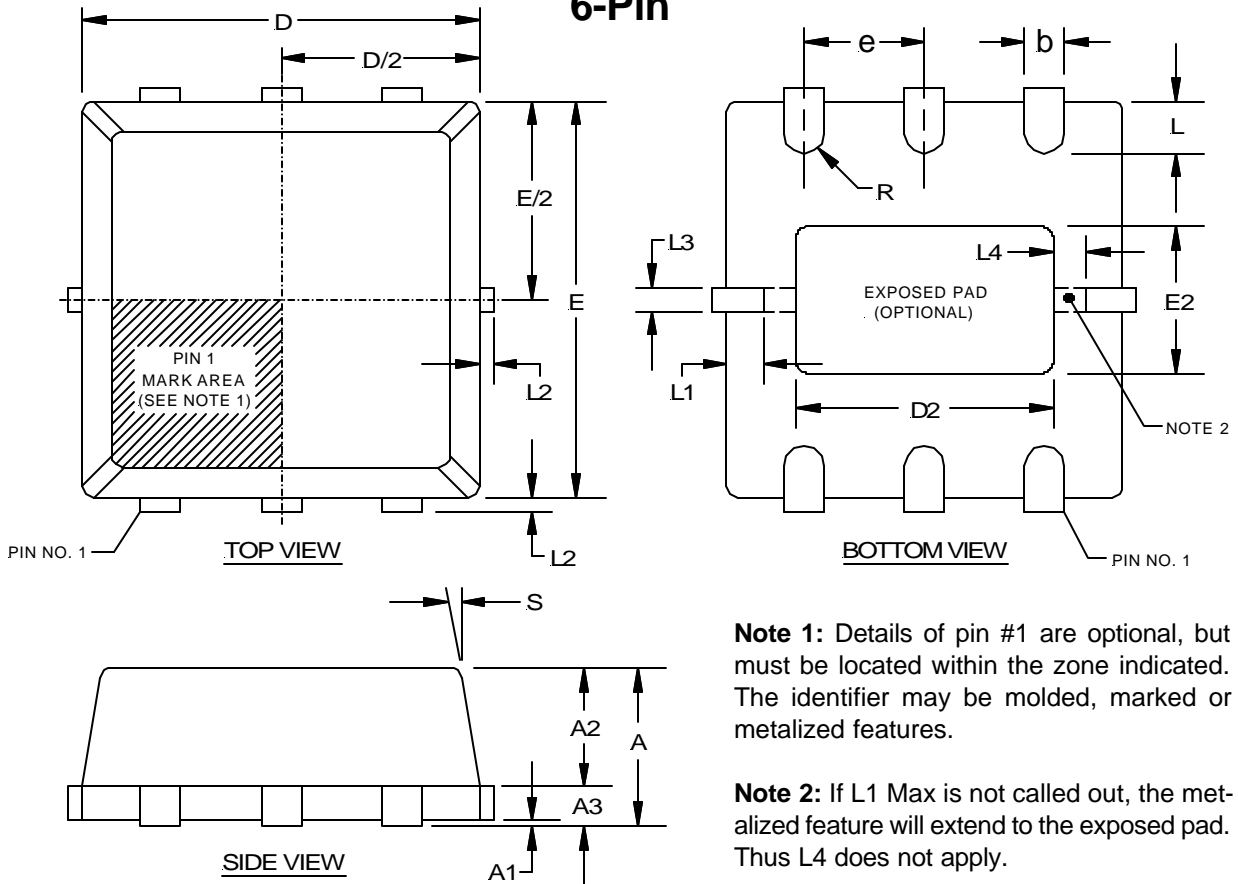 6-Pin
D
D/2
E/2
E
PIN 1
MARK AREA
(SEE NOTE 1)
L2
L2
PIN NO. 1
TOP VIEW
e
b
L
R
L3
L4
EXPOSED PAD
(OPTIONAL)
E2
L1
D2
NOTE 2
BOTTOM VIEW
PIN NO. 1
S
A2
A
A3
A1
SIDE VIEW
Note 1: Details of pin #1 are optional, but
must be located within the zone indicated.
The identifier may be molded, marked or
metalized features.
Note 2: If L1 Max is not called out, the met-
alized feature will extend to the exposed pad.
Thus L4 does not apply.